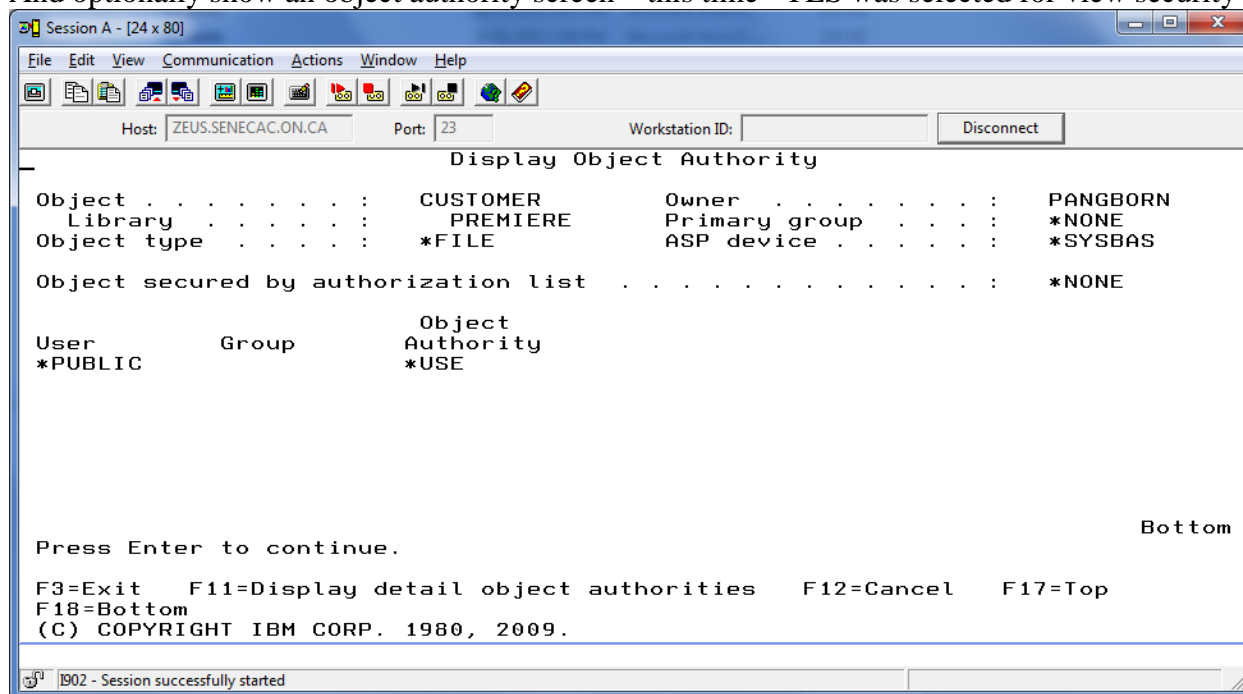 And optionally show an object authority screen – this time *YES was selected for view security
Session A - [24 x 80]
File Edit View Communication Actions Window Help
Host: ZEUS.SENECAC.ON.CA Port: 23 Workstation ID: Disconnect
Display Object Authority
Object . . . . . . . : CUSTOMER Owner . . . . . . . : PANGBORN
Library . . . . . : PREMIERE Primary group . . . : *NONE
Object type . . . . : *FILE ASP device . . . . . : *SYSBAS
Object secured by authorization list . . . . . . . . . . . . : *NONE
Object
User Group Authority
*PUBLIC *USE
Bottom
Press Enter to continue.
F3=Exit F11=Display detail object authorities F12=Cancel F17=Top
F18=Bottom
(C) COPYRIGHT IBM CORP. 1980, 2009.
I902 - Session successfully started